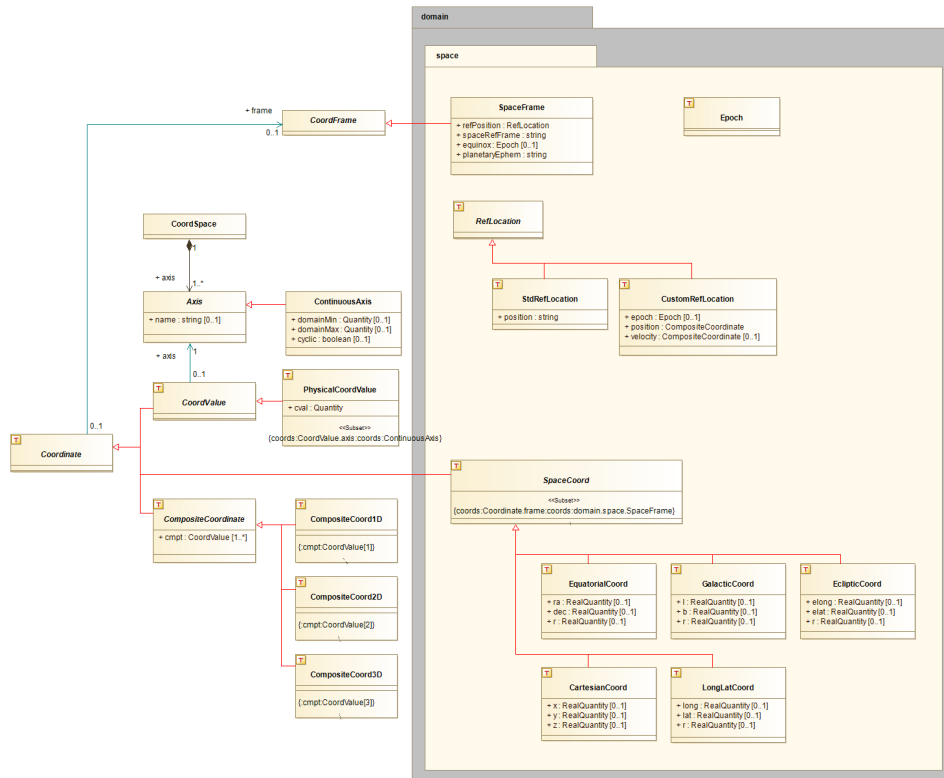 domain
space
+ frame
0..1
CoordFrame
SpaceFrame
+ refPosition : RefLocation
+ spaceRefFrame : string
+ equinox : Epoch [0..1]
+ planetaryEphem : string
T
Epoch
T
RefLocation
CoordSpace
1
+ axis
1..*
Axis
+ name : string [0..1]
ContinuousAxis
+ domainMin : Quantity [0..1]
+ domainMax : Quantity [0..1]
+ cyclic : boolean [0..1]
T
StdRefLocation
+ position : string
T
CustomRefLocation
+ epoch : Epoch [0..1]
+ position : CompositeCoordinate
+ velocity : CompositeCoordinate [0..1]
1
+ axis
0..1
T
CoordValue
T
PhysicalCoordValue
+ cval : Quantity
<<Subset>>
{coords:CoordValue.axis:coords:ContinuousAxis}
0..1
T
Coordinate
T
SpaceCoord
<<Subset>>
{coords:Coordinate.frame:coords:domain.space.SpaceFrame}
T
CompositeCoordinate
+ cmpt : CoordValue [1..*]
T
CompositeCoord1D
{:cmpt:CoordValue[1]}
T
CompositeCoord2D
{:cmpt:CoordValue[2]}
T
CompositeCoord3D
{:cmpt:CoordValue[3]}
T
EquatorialCoord
+ ra : RealQuantity [0..1]
+ dec : RealQuantity [0..1]
+ r : RealQuantity [0..1]
T
GalacticCoord
+ l : RealQuantity [0..1]
+ b : RealQuantity [0..1]
+ r : RealQuantity [0..1]
T
EclipticCoord
+ elong : RealQuantity [0..1]
+ elat : RealQuantity [0..1]
+ r : RealQuantity [0..1]
T
CartesianCoord
+ x : RealQuantity [0..1]
+ y : RealQuantity [0..1]
+ z : RealQuantity [0..1]
T
LongLatCoord
+ long : RealQuantity [0..1]
+ lat : RealQuantity [0..1]
+ r : RealQuantity [0..1]